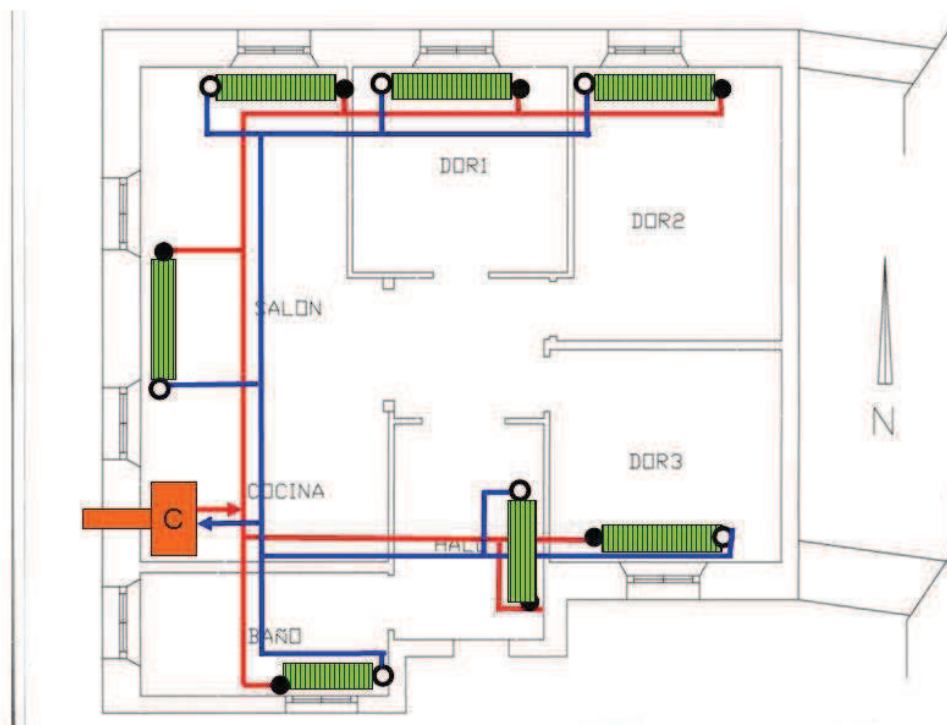 DOR1
DOR2
SALON
DOR3
COCINA
C
HALL
BAÑO
N